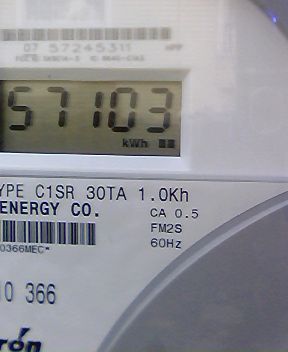 07 57245311
57103
kWh
YPE C1SR 30TA 1.0Kh
ENERGY CO.
CA 0.5
FM2S
60Hz
0366MEC*
10 366
rón